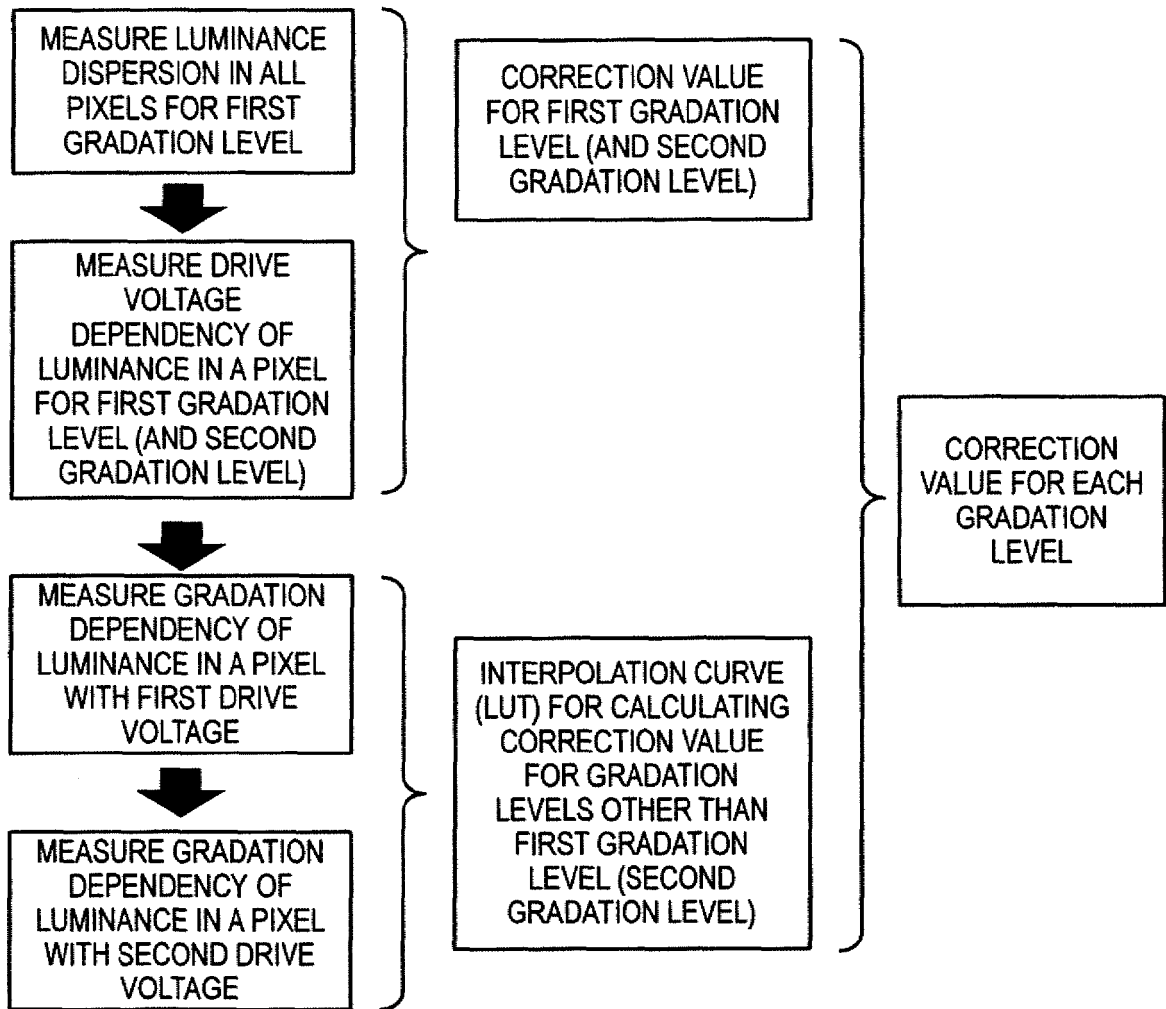 MEASURE LUMINANCE
DISPERSION IN ALL
PIXELS FOR FIRST
GRADATION LEVEL
MEASURE DRIVE
VOLTAGE
DEPENDENCY OF
LUMINANCE IN A PIXEL
FOR FIRST GRADATION
LEVEL (AND SECOND
GRADATION LEVEL)
MEASURE GRADATION
DEPENDENCY OF
LUMINANCE IN A PIXEL
WITH FIRST DRIVE
VOLTAGE
MEASURE GRADATION
DEPENDENCY OF
LUMINANCE IN A PIXEL
WITH SECOND DRIVE
VOLTAGE
CORRECTION VALUE
FOR FIRST GRADATION
LEVEL (AND SECOND
GRADATION LEVEL)
INTERPOLATION CURVE
(LUT) FOR CALCULATING
CORRECTION VALUE
FOR GRADATION
LEVELS OTHER THAN
FIRST GRADATION
LEVEL (SECOND
GRADATION LEVEL)
CORRECTION
VALUE FOR EACH
GRADATION
LEVEL